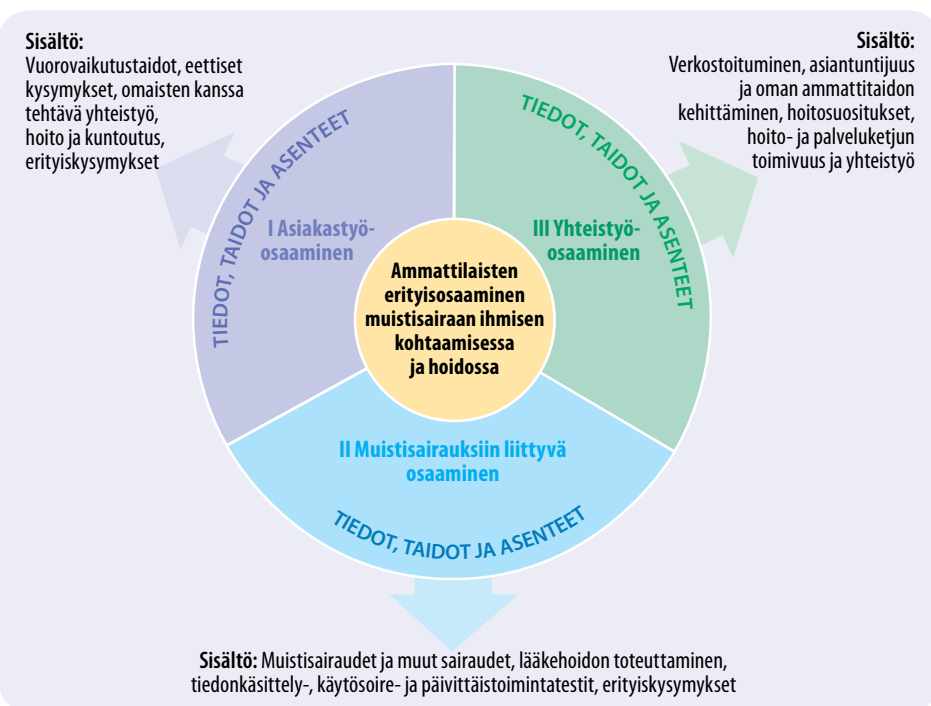 Sisältö:
Vuorovaikutustaidot, eettiset
kysymykset, omaisten kanssa
tehtävä yhteistyö,
hoito ja kuntoutus,
erityiskysymykset
Sisältö:
Verkostoituminen, asiantuntijuus
ja oman ammattitaidon
kehittäminen, hoitosuositukset,
hoito- ja palveluketjun
toimivuus ja yhteistyö
TIEDOT, TAIDOT JA ASENTEET
I Asiakastyö-
osaaminen
TIEDOT, TAIDOT JA ASENTEET
III Yhteistyö-
osaaminen
Ammattilaisten
erityisosaaminen
muistisairaan ihmisen
kohtaamisessa
ja hoidossa
II Muistisairauksiin liittyvä
osaaminen
TIEDOT, TAIDOT JA ASENTEET
Sisältö: Muistisairaudet ja muut sairaudet, lääkehoidon toteuttaminen,
tiedonkäsittely-, käytösoire- ja päivittäistoimintatestit, erityiskysymykset